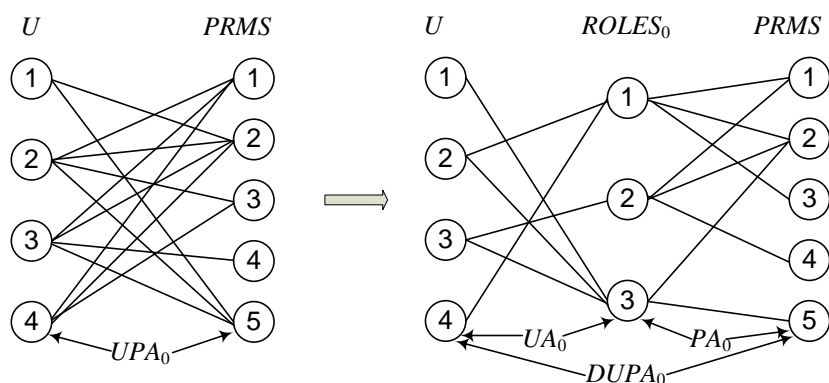 U PRMS U ROLES₀ PRMS
1 1 1 1 1
2 2 2 2 2
3 3 3 3 3
4 4 4 4
5 5
UPA₀ UA₀ PA₀
DUPA₀